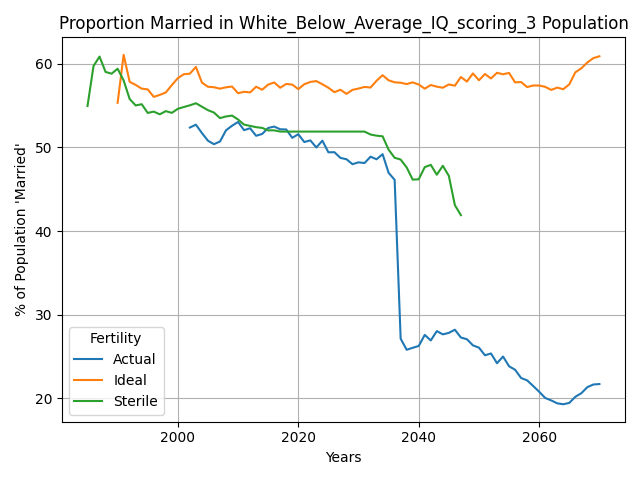 Proportion Married in White_Below_Average_IQ_scoring_3 Population
% of Population 'Married'
60
50
40
30
20
Fertility
Actual
Ideal
Sterile
2000
2020
2040
2060
Years